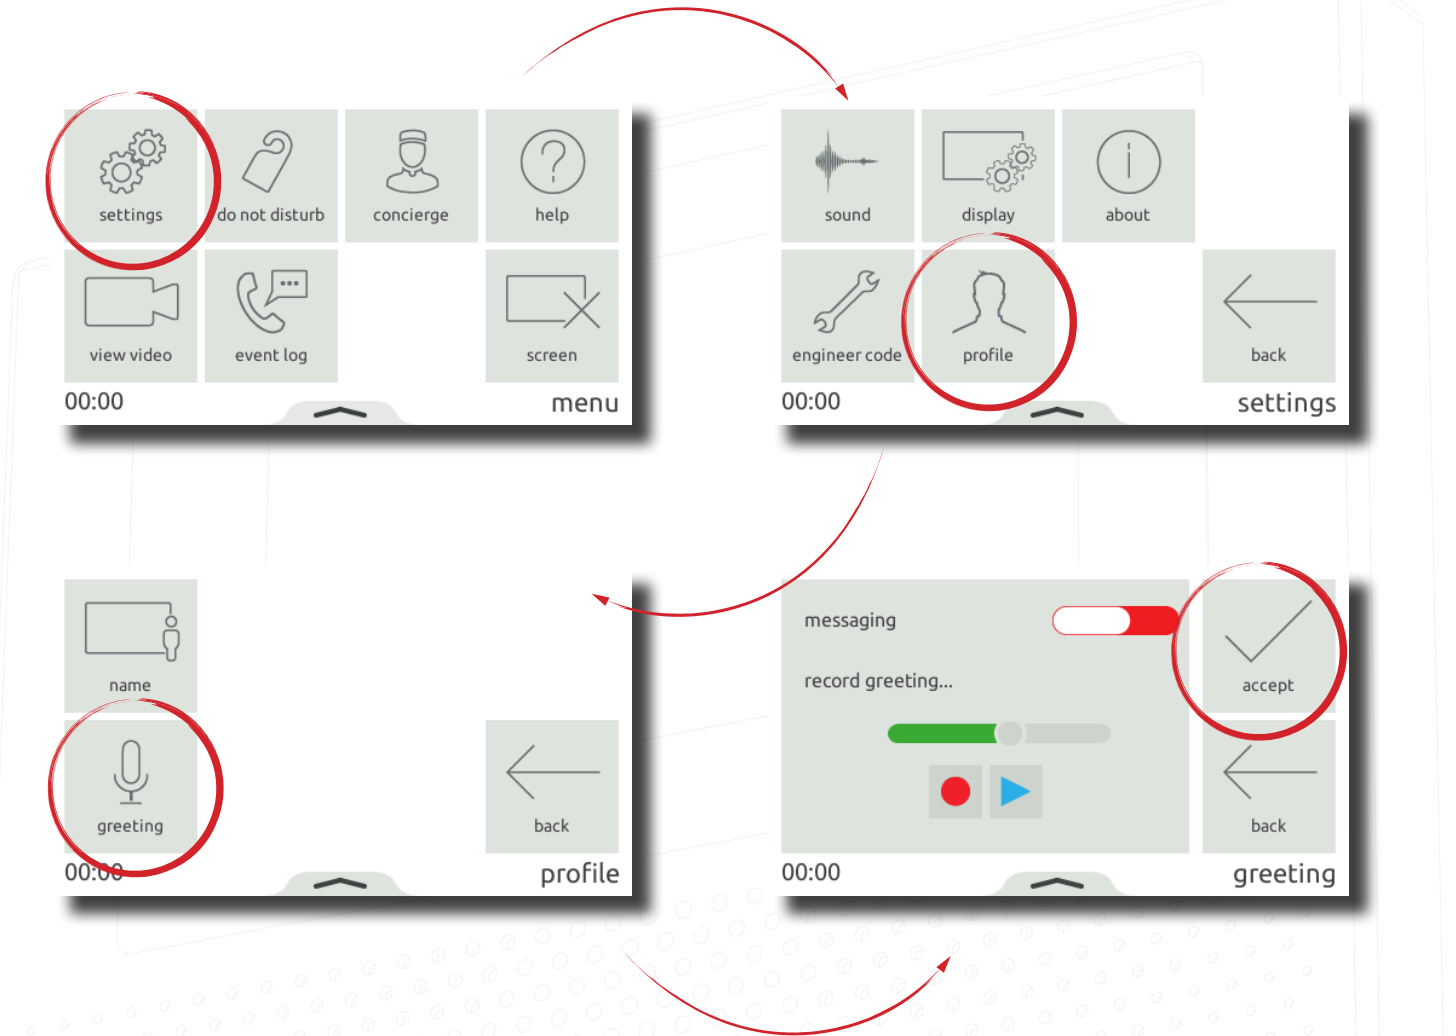 settings
do not disturb
concierge
help
view video
event log
screen
00:00
menu
sound
display
about
engineer code
profile
back
00:00
settings
name
greeting
back
00:00
profile
messaging
record greeting...
accept
back
00:00
greeting